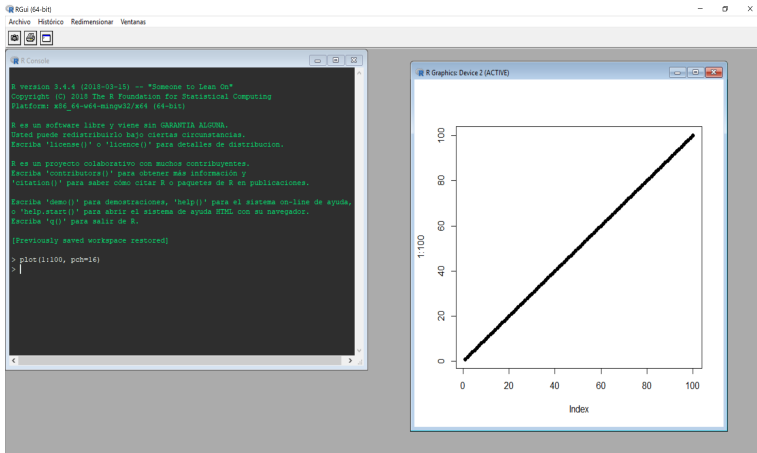 RGui (64-bit)
Archivo Histórico Redimensionar Ventanas
R Console
R version 3.4.4 (2018-03-15) -- "Someone to Lean On"
Copyright (C) 2018 The R Foundation for Statistical Computing
Platform: x86_64-w64-mingw32/x64 (64-bit)
R es un software libre y viene sin GARANTIA ALGUNA.
Usted puede redistribuirlo bajo ciertas circunstancias.
Escriba 'license()' o 'licence()' para detalles de distribucion.
R es un proyecto colaborativo con muchos contribuyentes.
Escriba 'contributors()' para obtener más información y
'citation()' para saber cómo citar R o paquetes de R en publicaciones.
Escriba 'demo()' para demostraciones, 'help()' para el sistema on-line de ayuda,
o 'help.start()' para abrir el sistema de ayuda HTML con su navegador.
Escriba 'q()' para salir de R.
[Previously saved workspace restored]
> plot(1:100, pch=16)
>
R Graphics: Device 2 (ACTIVE)
100
80
60
40
20
0
1:100
0 20 40 60 80 100
Index